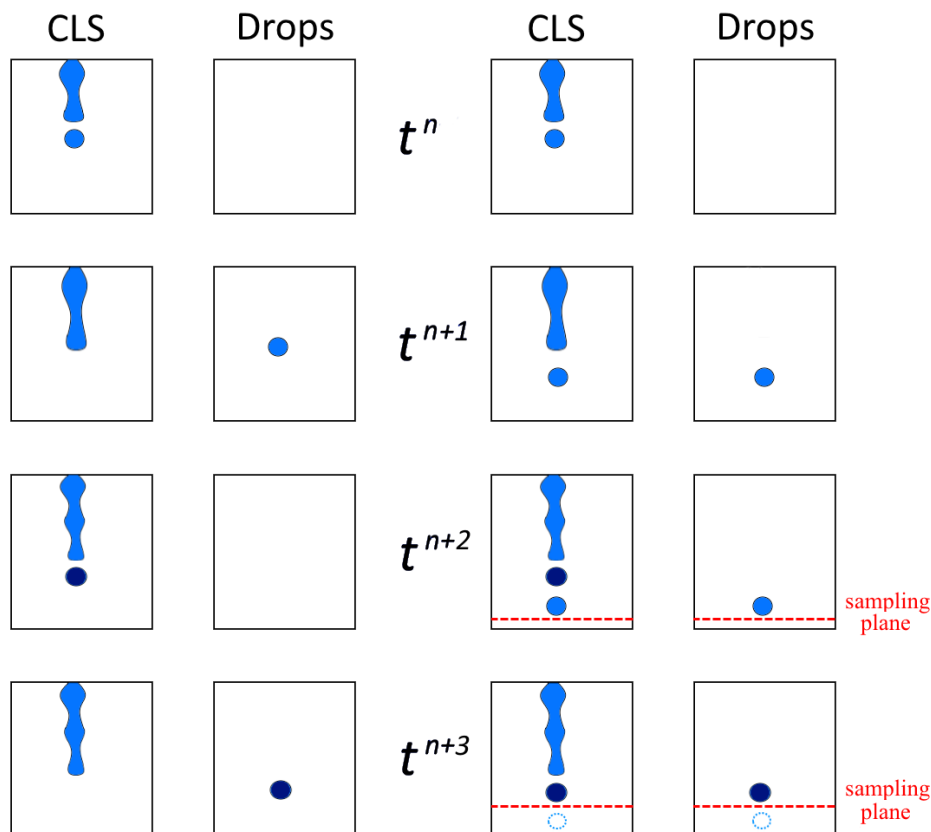 CLS Drops CLS Drops
t^n
t^n+1
t^n+2
sampling
plane
t^n+3
sampling
plane